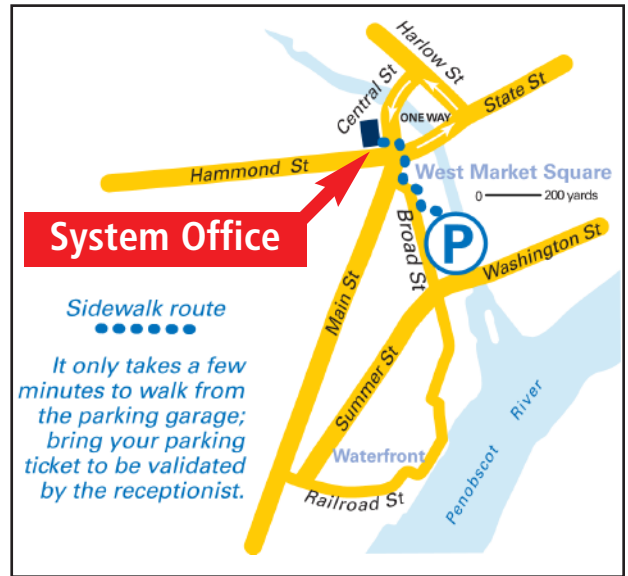 Harlow St
Central St
State St
ONE WAY
Hammond St
West Market Square
0 200 yards
System Office
P
Broad St
Washington St
Sidewalk route
Main St
Summer St
It only takes a few
minutes to walk from
the parking garage;
bring your parking
ticket to be validated
by the receptionist.
Waterfront
Railroad St
Penobscot River